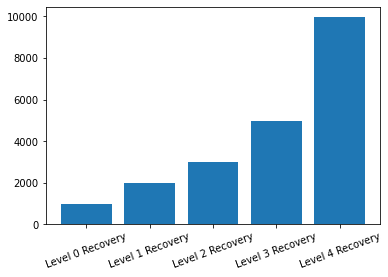 10000
8000
6000
4000
2000
0
Level 0 Recovery
Level 1 Recovery
Level 2 Recovery
Level 3 Recovery
Level 4 Recovery